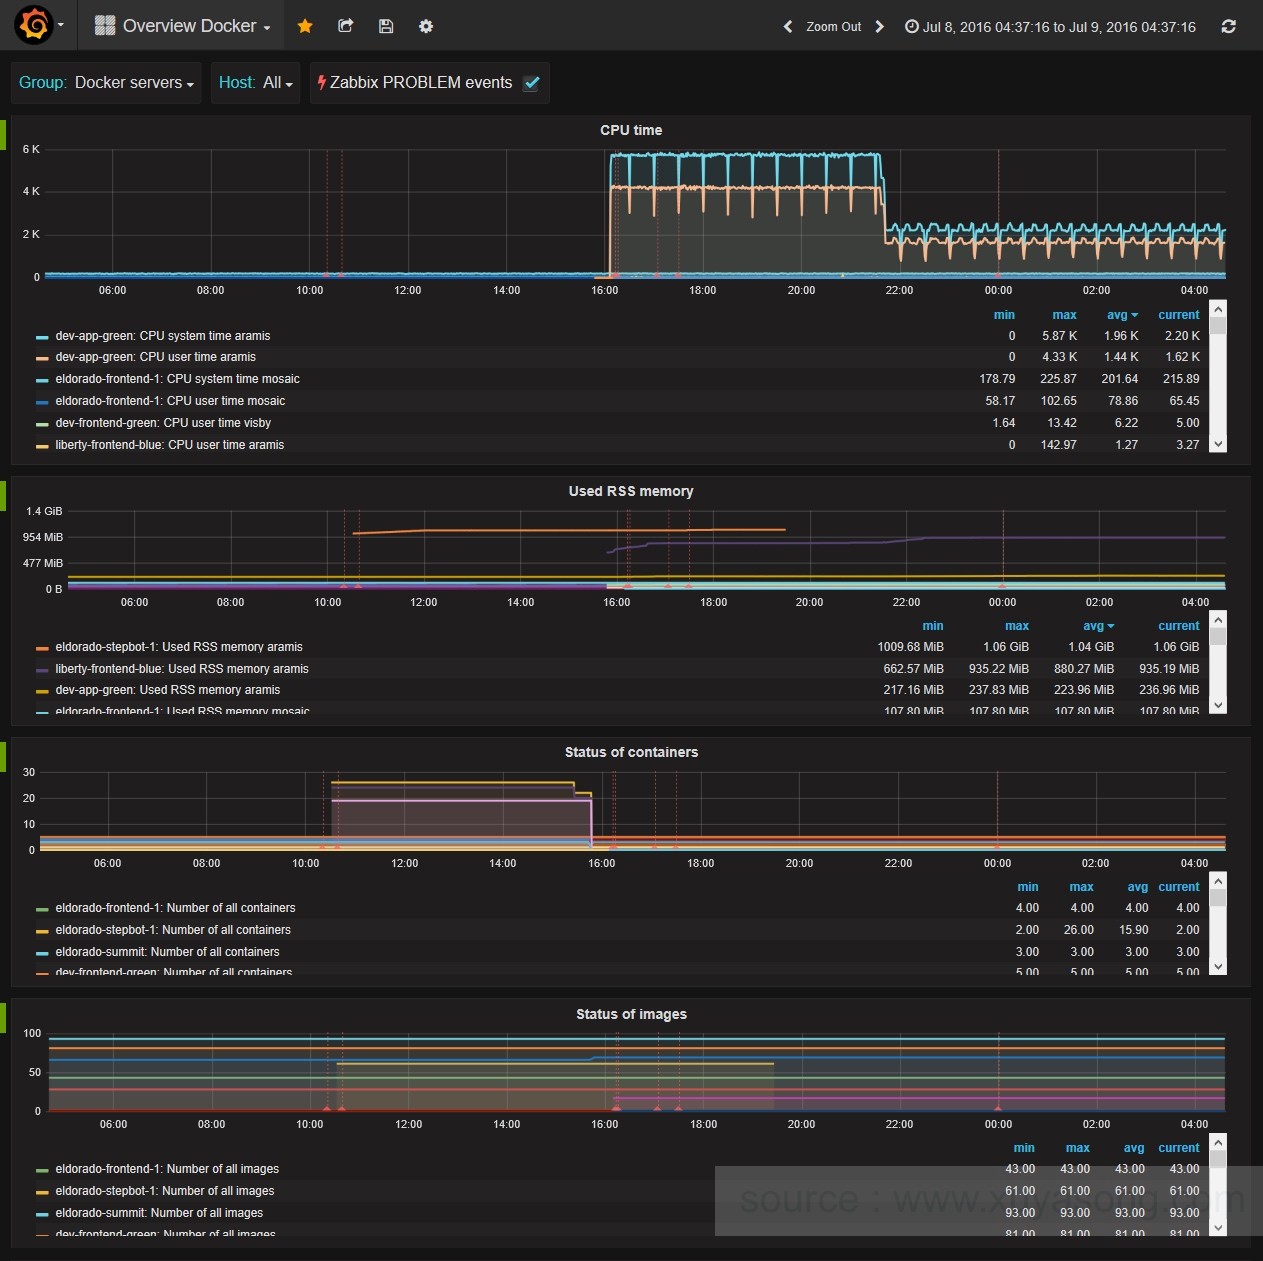 Overview Docker
Zoom Out
Jul 8, 2016 04:37:16 to Jul 9, 2016 04:37:16
Group: Docker servers
Host: All
Zabbix PROBLEM events
CPU time
6 K
4 K
2 K
0
06:00 08:00 10:00 12:00 14:00 16:00 18:00 20:00 22:00 00:00 02:00 04:00
min max avg current
dev-app-green: CPU system time aramis 0 5.87 K 1.96 K 2.20 K
dev-app-green: CPU user time aramis 0 4.33 K 1.44 K 1.62 K
eldorado-frontend-1: CPU system time mosaic 178.79 225.87 201.64 215.89
eldorado-frontend-1: CPU user time mosaic 58.17 102.65 78.86 65.45
dev-frontend-green: CPU user time visby 1.64 13.42 6.22 5.00
liberty-frontend-blue: CPU user time aramis 0 142.97 1.27 3.27
Used RSS memory
1.4 GiB
954 MiB
477 MiB
0 B
06:00 08:00 10:00 12:00 14:00 16:00 18:00 20:00 22:00 00:00 02:00 04:00
min max avg current
eldorado-stepbot-1: Used RSS memory aramis 1009.68 MiB 1.06 GiB 1.04 GiB 1.06 GiB
liberty-frontend-blue: Used RSS memory aramis 662.57 MiB 935.22 MiB 880.27 MiB 935.19 MiB
dev-app-green: Used RSS memory aramis 217.16 MiB 237.83 MiB 223.96 MiB 236.96 MiB
eldorado-frontend-1: Used RSS memory mosaic 107.80 MiB 107.80 MiB 107.80 MiB 107.80 MiB
Status of containers
30
20
10
0
06:00 08:00 10:00 12:00 14:00 16:00 18:00 20:00 22:00 00:00 02:00 04:00
min max avg current
eldorado-frontend-1: Number of all containers 4.00 4.00 4.00 4.00
eldorado-stepbot-1: Number of all containers 2.00 26.00 15.90 2.00
eldorado-summit: Number of all containers 3.00 3.00 3.00 3.00
dev-frontend-green: Number of all containers 5.00 5.00 5.00 5.00
Status of images
100
50
0
06:00 08:00 10:00 12:00 14:00 16:00 18:00 20:00 22:00 00:00 02:00 04:00
min max avg current
eldorado-frontend-1: Number of all images 43.00 43.00 43.00 43.00
eldorado-stepbot-1: Number of all images 61.00 61.00 61.00 61.00
eldorado-summit: Number of all images 93.00 93.00 93.00 93.00
dev-frontend-green: Number of all images 81.00 81.00 81.00 81.00
source : www.xuyasong.com